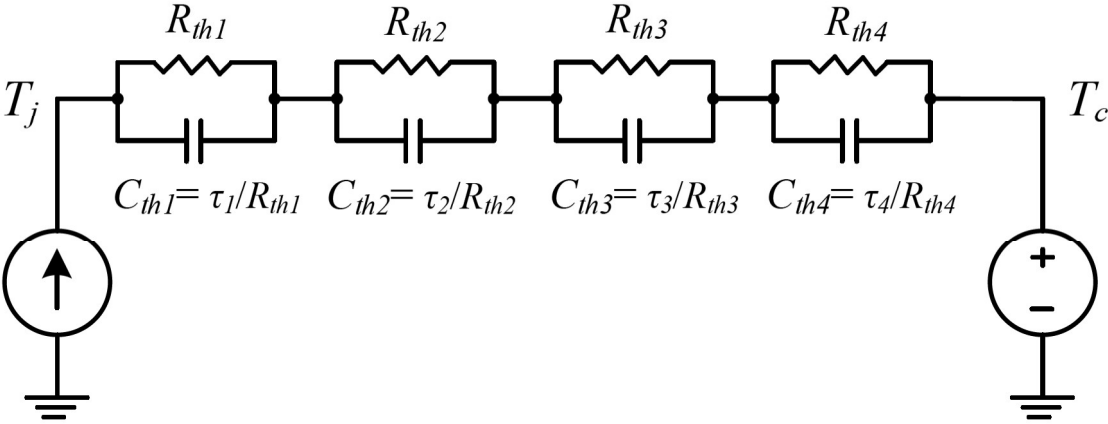 R_th1 R_th2 R_th3 R_th4
T_j T_c
C_th1= τ_1/R_th1 C_th2= τ_2/R_th2 C_th3= τ_3/R_th3 C_th4= τ_4/R_th4
+
−